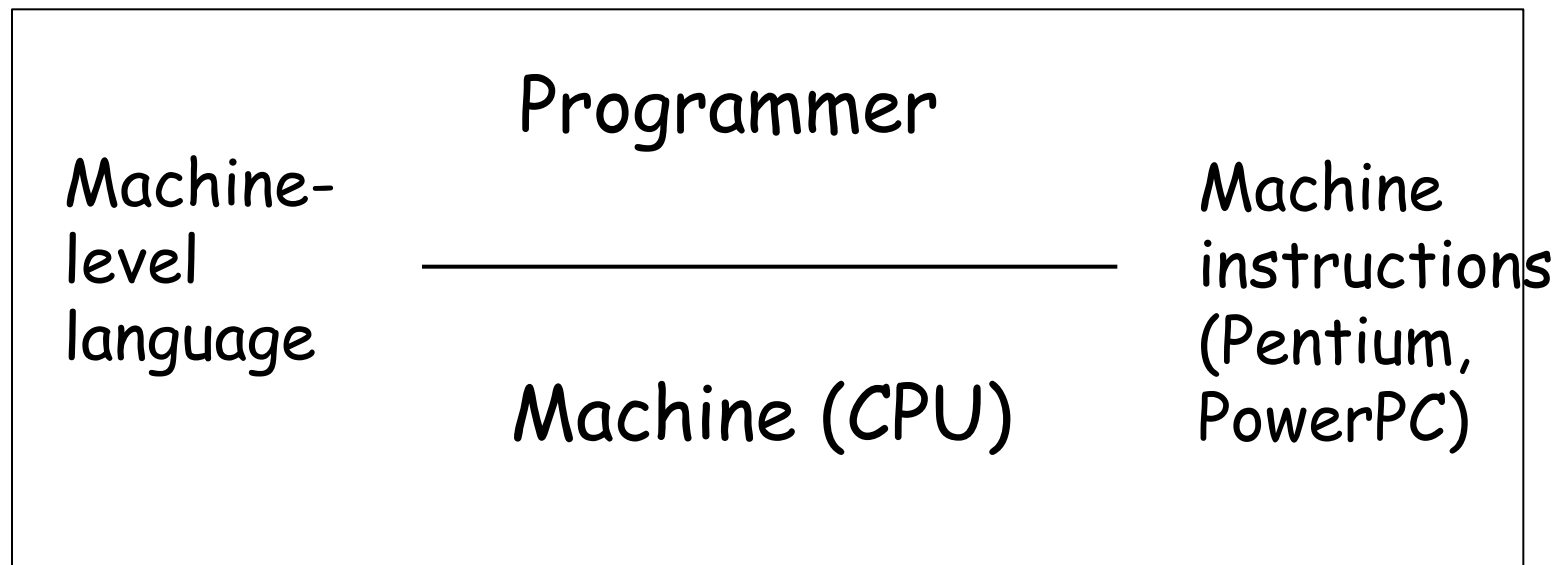 Programmer
Machine-
level
language
Machine (CPU)
Machine
instructions
(Pentium,
PowerPC)